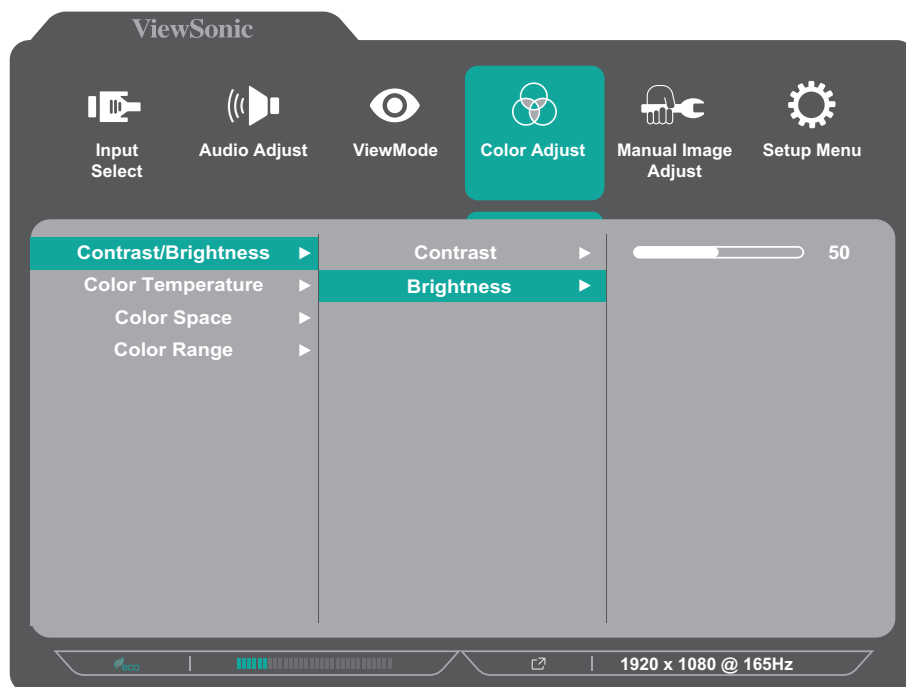 ViewSonic
Input
Select
Audio Adjust
ViewMode
Color Adjust
Manual Image
Adjust
Setup Menu
Contrast/Brightness
Contrast
50
Color Temperature
Brightness
Color Space
Color Range
eco
1920 x 1080 @ 165Hz